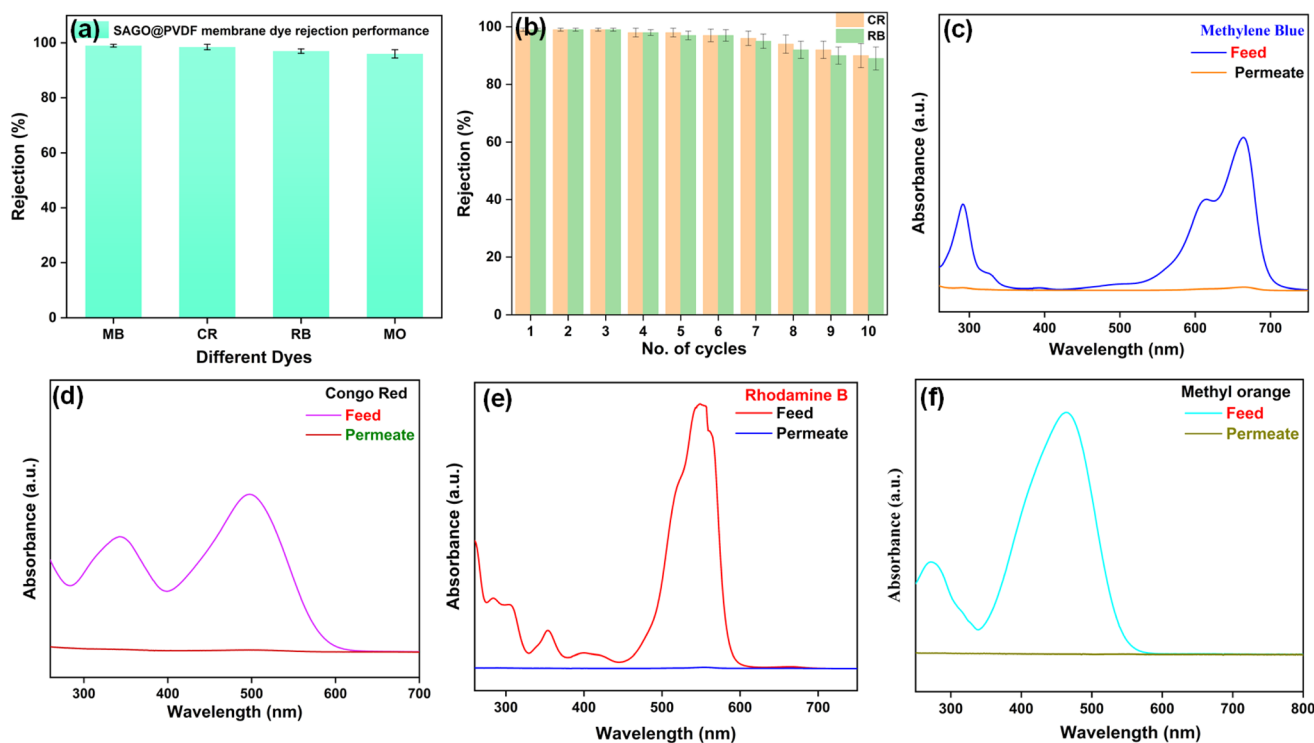 (a)
SAGO@PVDF membrane dye rejection performance
Rejection (%)
100
80
60
40
20
0
MB CR RB MO
Different Dyes
(b)
CR
RB
Rejection (%)
100
80
60
40
20
0
1 2 3 4 5 6 7 8 9 10
No. of cycles
(c)
Methylene Blue
Feed
Permeate
Absorbance (a.u.)
300 400 500 600 700
Wavelength (nm)
(d)
Congo Red
Feed
Permeate
Absorbance (a.u.)
300 400 500 600 700
Wavelength (nm)
(e)
Rhodamine B
Feed
Permeate
Absorbance (a.u.)
300 400 500 600 700
Wavelength (nm)
(f)
Methyl orange
Feed
Permeate
Absorbance (a.u.)
300 400 500 600 700 800
Wavelength (nm)